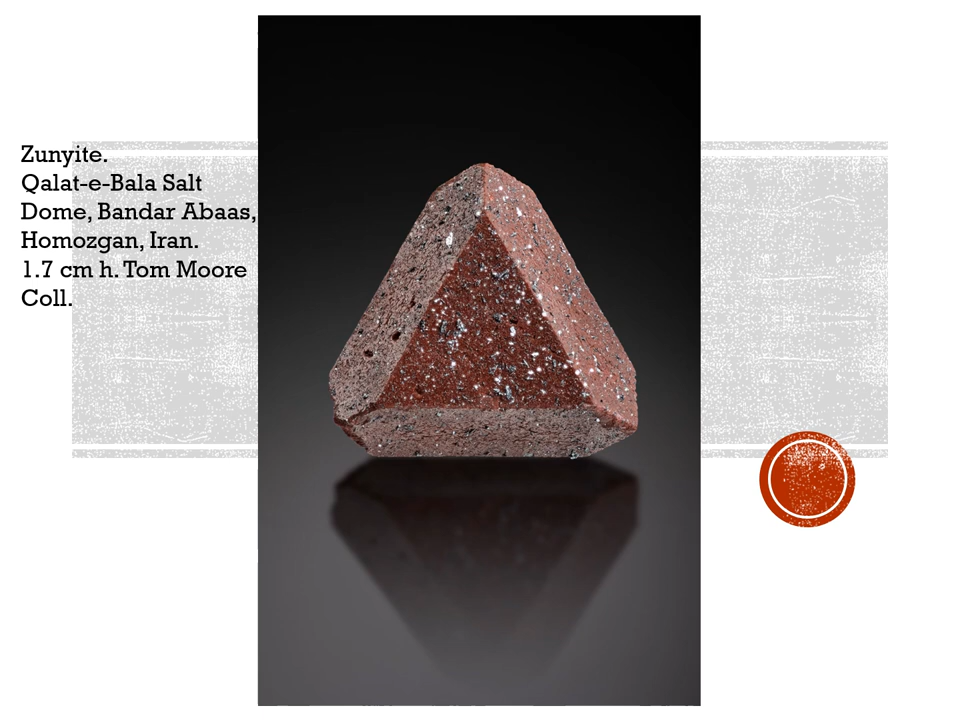 Zunyite.
Qalat-e-Bala Salt
Dome, Bandar Abaas,
Homozgan, Iran.
1.7 cm h. Tom Moore
Coll.